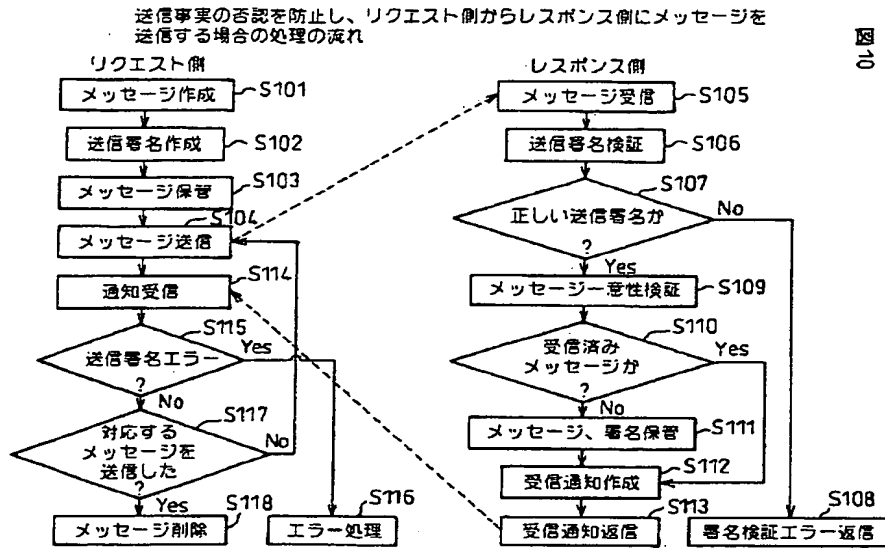 送信事実の否認を防止し、リクエスト側からレスポンス側にメッセージを
送信する場合の処理の流れ
図10
リクエスト側
メッセージ作成
S101
送信署名作成
S102
メッセージ保管
S103
S104
メッセージ送信
通知受信
S114
S115
送信署名エラー
?
Yes
No
S117
対応する
メッセージを
送信した
?
No
Yes
S118
メッセージ削除
S116
エラー処理
レスポンス側
メッセージ受信
S105
送信署名検証
S106
S107
正しい送信署名か
?
No
Yes
メッセージ一意性検証
S109
S110
受信済み
メッセージか
?
Yes
No
メッセージ、署名保管
S111
受信通知作成
S112
S113
受信通知返信
S108
署名検証エラー返信